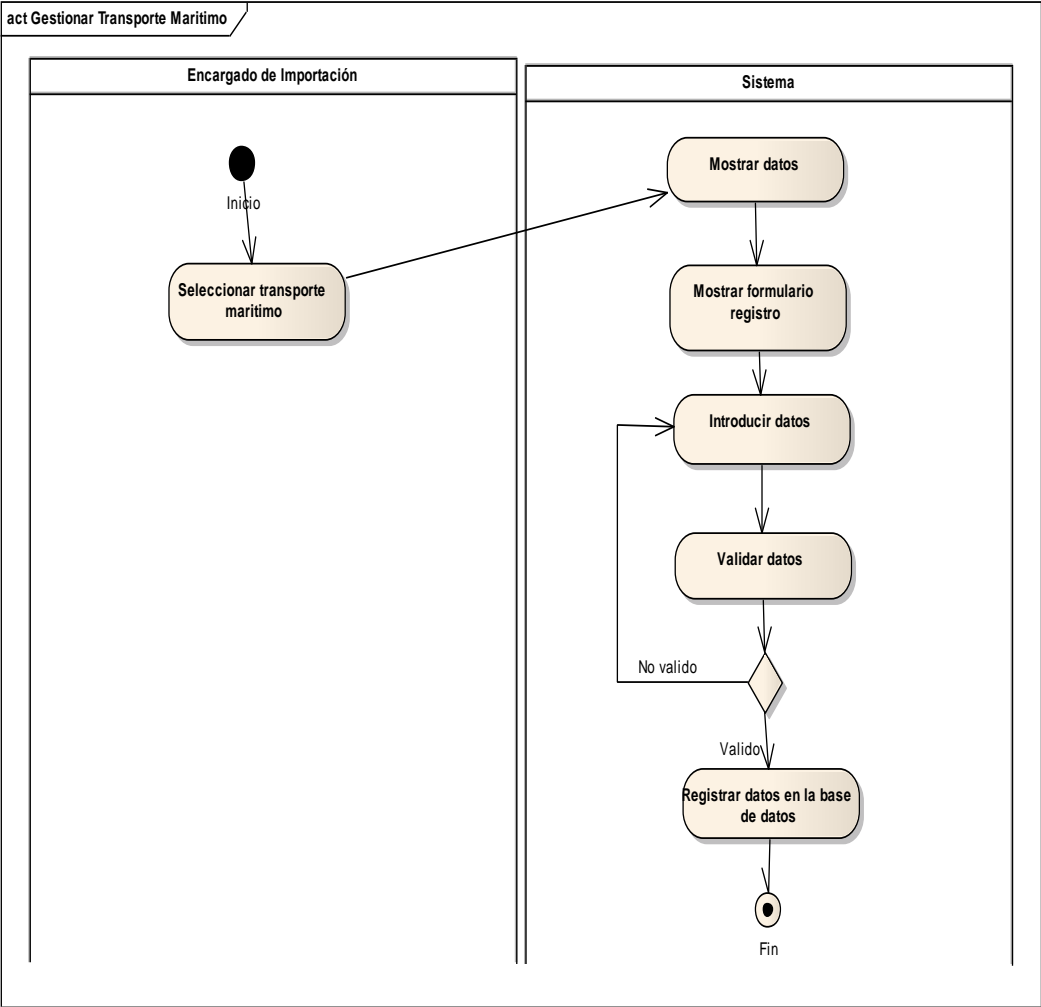 act Gestionar Transporte Maritimo
Encargado de Importación
Sistema
Inicio
Seleccionar transporte
maritimo
Mostrar datos
Mostrar formulario
registro
Introducir datos
Validar datos
No valido
Valido
Registrar datos en la base
de datos
Fin